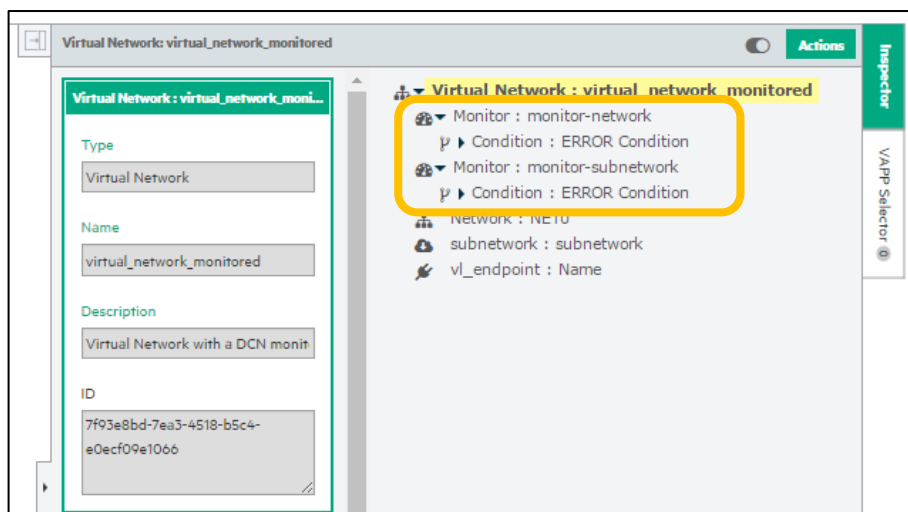 Virtual Network: virtual_network_monitored
Actions
Inspector
VAPP Selector 0
Virtual Network : virtual_network_moni...
Type
Virtual Network
Name
virtual_network_monitored
Description
Virtual Network with a DCN monit
ID
7f93e8bd-7ea3-4518-b5c4-
e0ecf09e1066
Virtual Network : virtual_network_monitored
Monitor : monitor-network
Condition : ERROR Condition
Monitor : monitor-subnetwork
Condition : ERROR Condition
Network :
subnetwork : subnetwork
vl_endpoint : Name